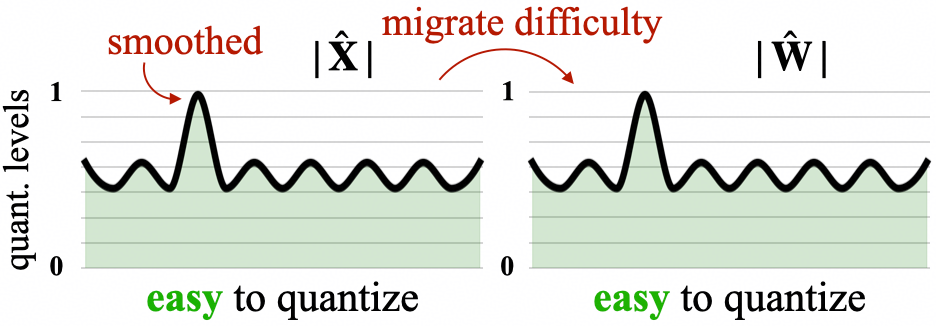 migrate difficulty
smoothed
|X̂|
|Ŵ|
1
1
quant. levels
0
0
easy to quantize
easy to quantize